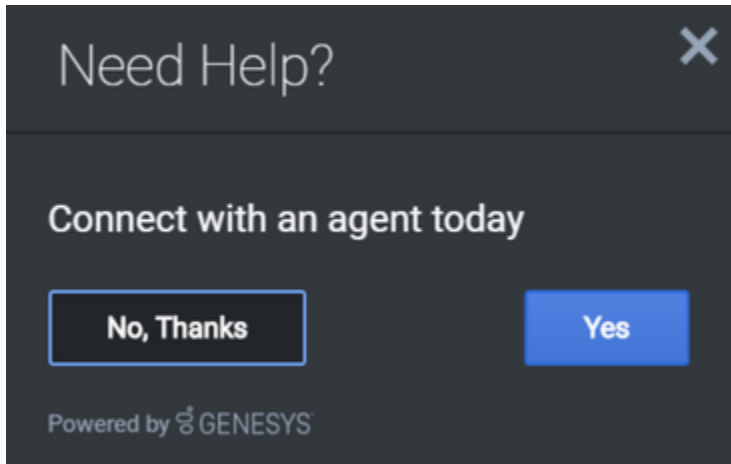 Need Help?
Connect with an agent today
No, Thanks
Yes
Powered by GENESYS